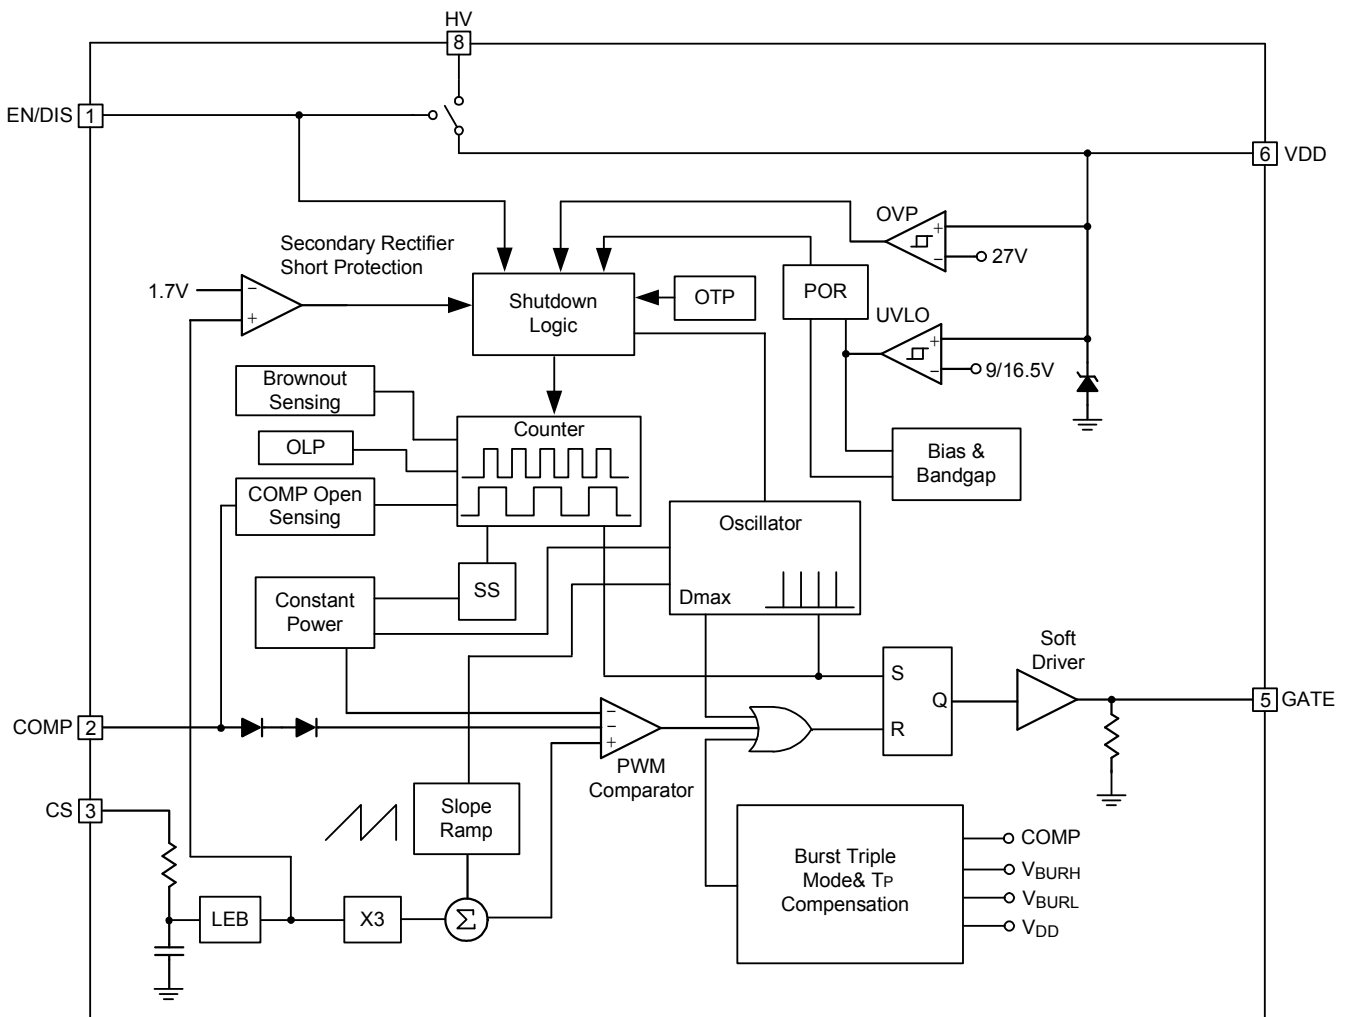 HV
8
EN/DIS 1
6 VDD
OVP
+
−
27V
Secondary Rectifier
Short Protection
1.7V
−
+
Shutdown
Logic
OTP
POR
UVLO
+
−
9/16.5V
Brownout
Sensing
Counter
OLP
Bias &
Bandgap
COMP Open
Sensing
Oscillator
Dmax
SS
Constant
Power
Soft
Driver
S
Q
R
5 GATE
COMP 2
−
−
+
PWM
Comparator
CS 3
Slope
Ramp
Burst Triple
Mode& TP
Compensation
COMP
VBURH
VBURL
VDD
LEB
X3
Σ